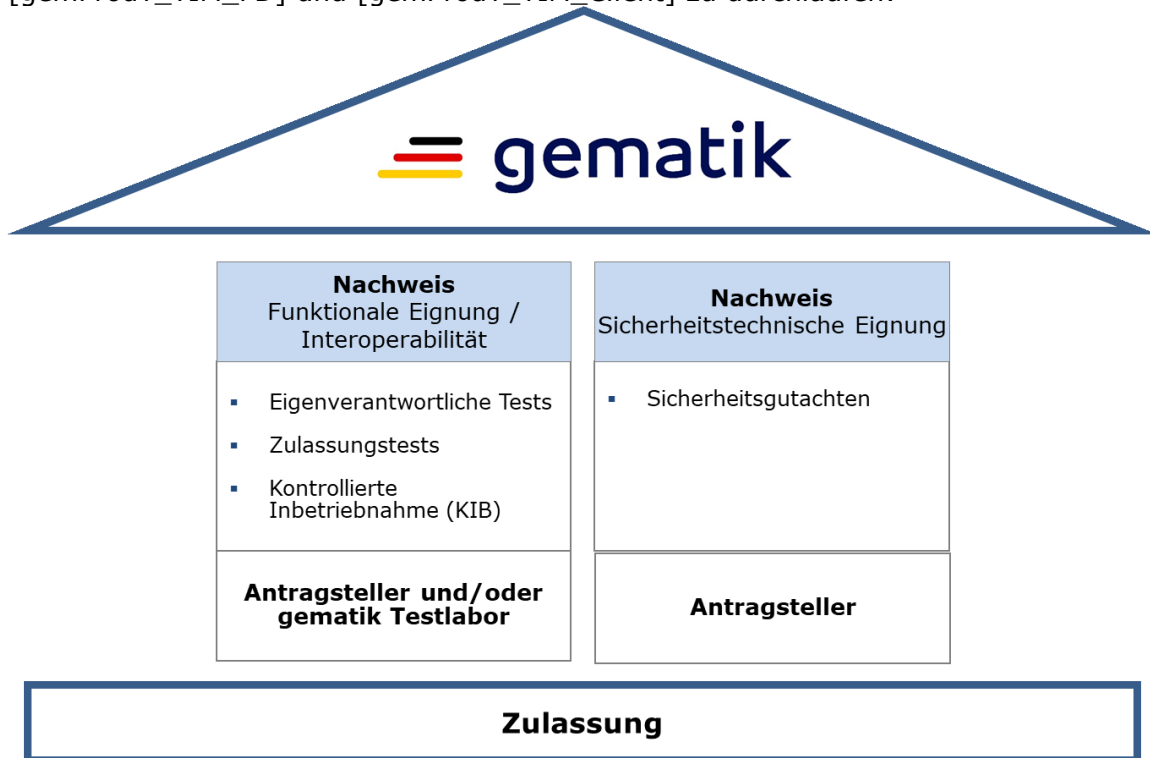 gematik
Nachweis
Funktionale Eignung /
Interoperabilität
▪ Eigenverantwortliche Tests
▪ Zulassungstests
▪ Kontrollierte
Inbetriebnahme (KIB)
Antragsteller und/oder
gematik Testlabor
Nachweis
Sicherheitstechnische Eignung
▪ Sicherheitsgutachten
Antragsteller
Zulassung